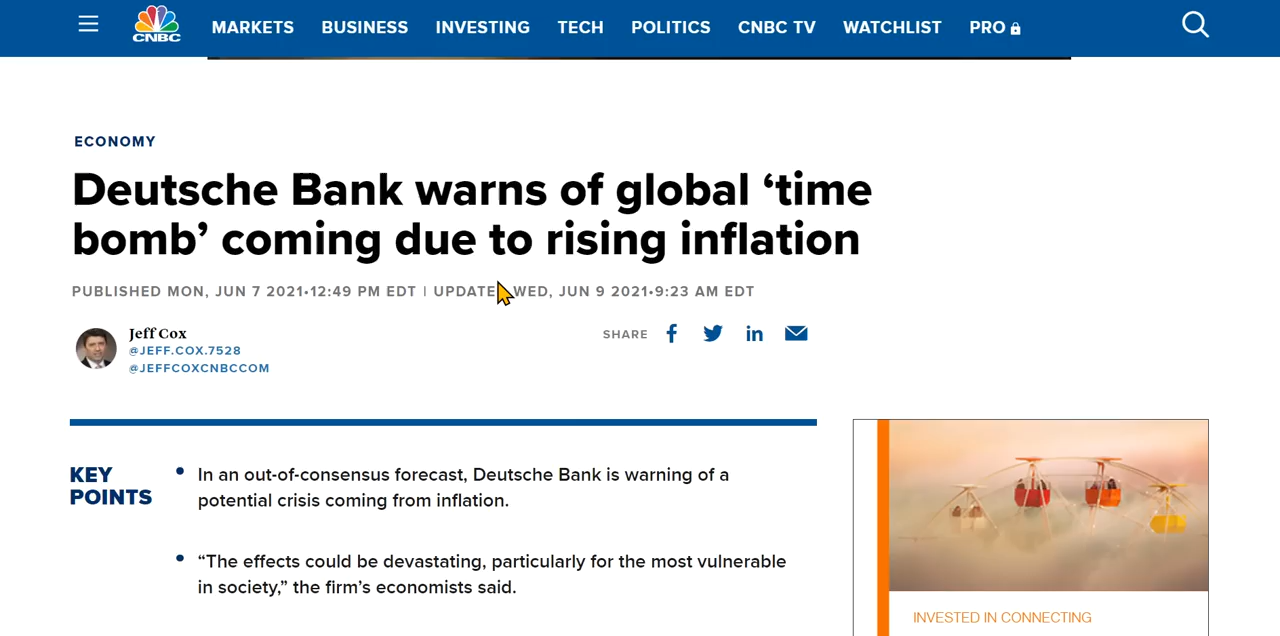 CNBC
MARKETS BUSINESS INVESTING TECH POLITICS CNBC TV WATCHLIST PRO
ECONOMY
Deutsche Bank warns of global ‘time
bomb’ coming due to rising inflation
PUBLISHED MON, JUN 7 2021•12:49 PM EDT | UPDATE WED, JUN 9 2021•9:23 AM EDT
Jeff Cox
@JEFF.COX.7528
@JEFFCOXCNBCCOM
SHARE
KEY
POINTS
• In an out-of-consensus forecast, Deutsche Bank is warning of a
potential crisis coming from inflation.
• “The effects could be devastating, particularly for the most vulnerable
in society,” the firm’s economists said.
INVESTED IN CONNECTING